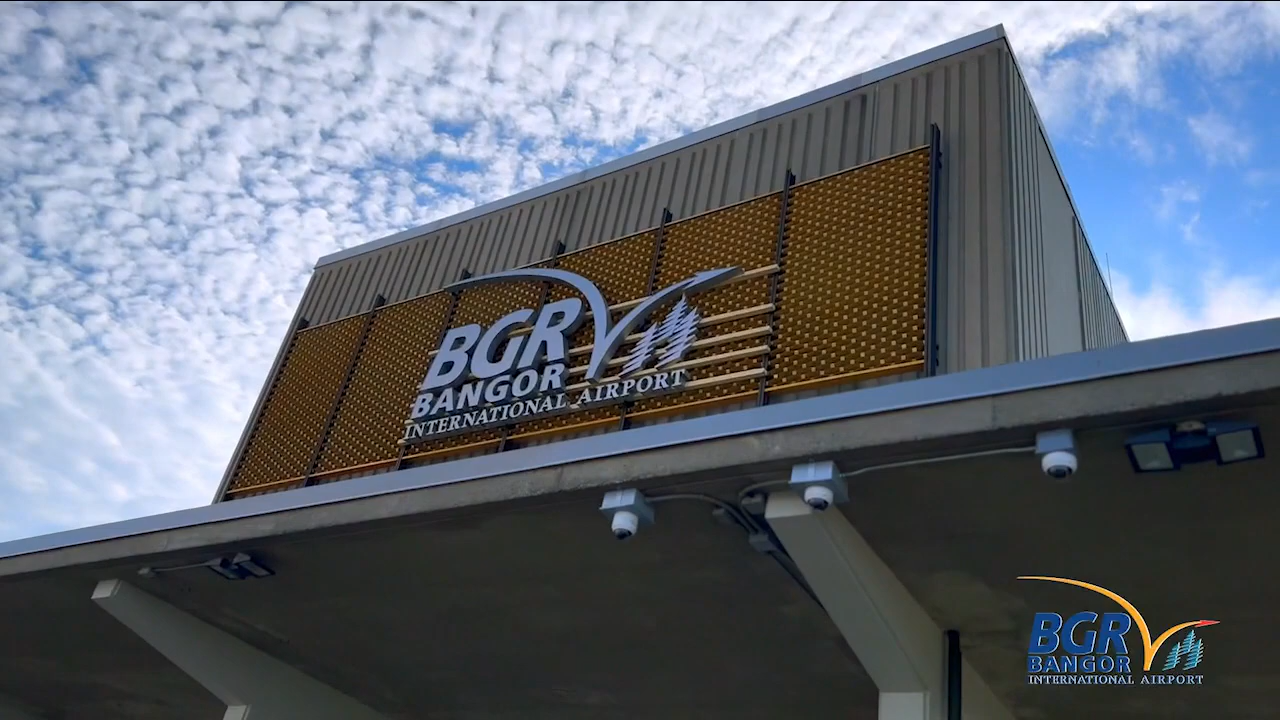 BGR
BANGOR
INTERNATIONAL AIRPORT
BGR
BANGOR
INTERNATIONAL AIRPORT